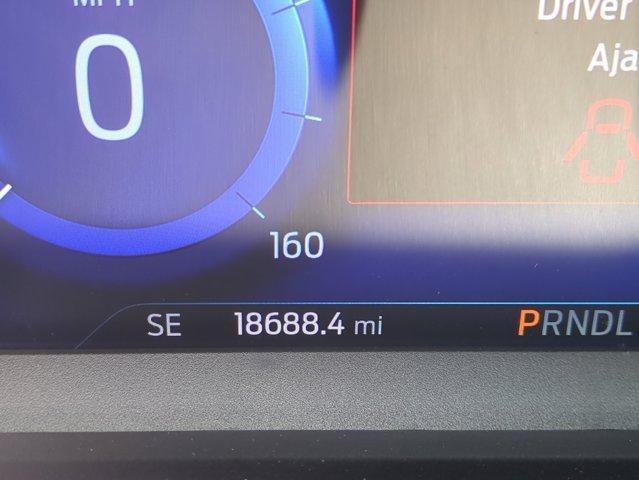 MPH
0
Driver
Aja
160
SE 18688.4 mi PRNDL